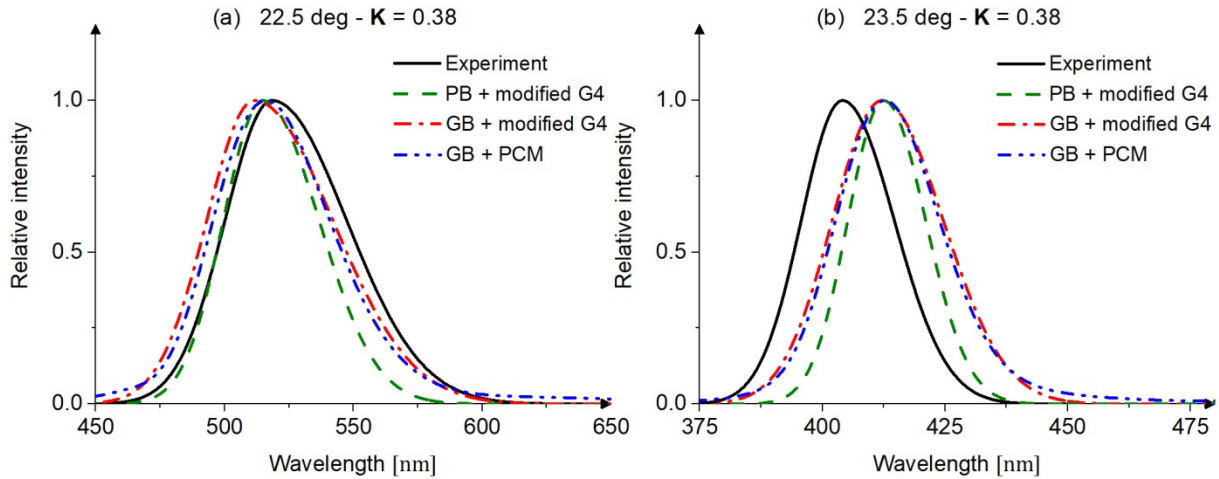 (a) 22.5 deg - K = 0.38
Experiment
PB + modified G4
GB + modified G4
GB + PCM
1.0
0.5
0.0
Relative intensity
450 500 550 600 650
Wavelength [nm]
(b) 23.5 deg - K = 0.38
Experiment
PB + modified G4
GB + modified G4
GB + PCM
1.0
0.5
0.0
Relative intensity
375 400 425 450 475
Wavelength [nm]